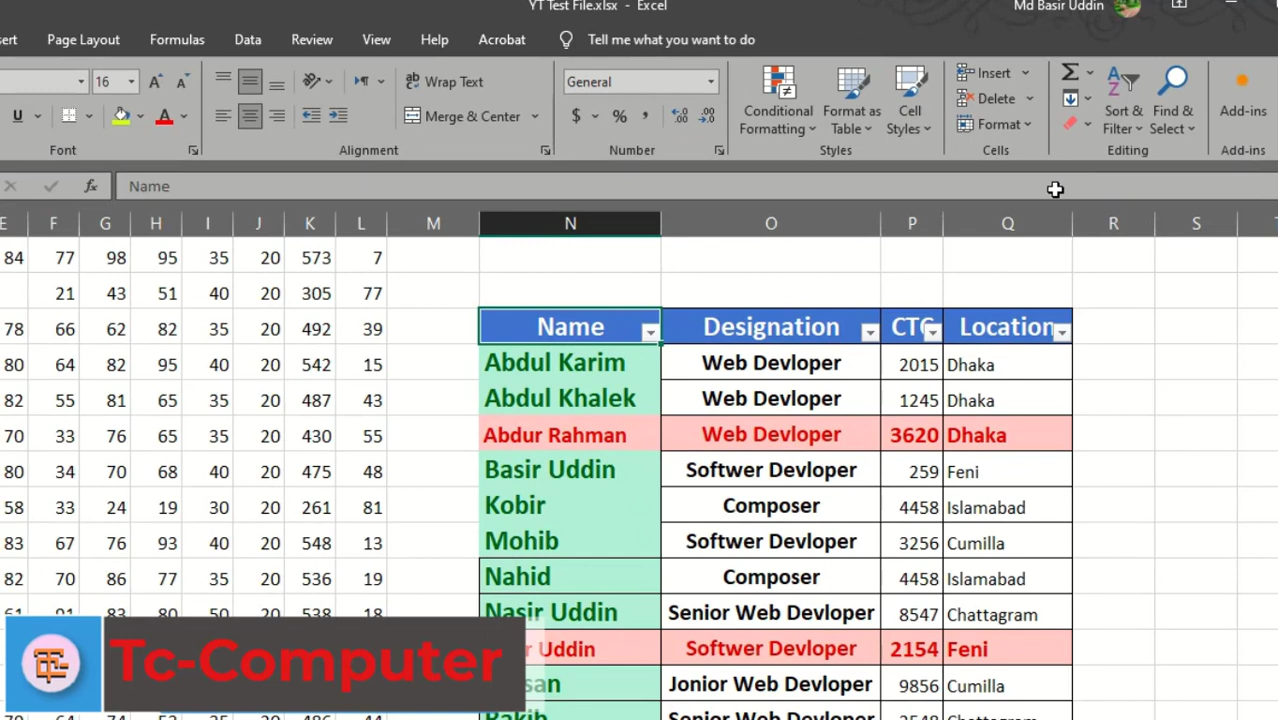 YT Test File.xlsx - Excel
Md Basir Uddin
Page Layout Formulas Data Review View Help Acrobat Tell me what you want to do
16 Wrap Text General Conditional Formatting Format as Table Cell Styles Insert Sort & Filter Find & Select Add-ins
U Merge & Center $ % , Delete
Format
Font Alignment Number Styles Cells Editing Add-ins
fx Name
E F G H I J K L M N O P Q R S
84 77 98 95 35 20 573 7
21 43 51 40 20 305 77
78 66 62 82 35 20 492 39 Name Designation Location
80 64 82 95 40 20 542 15 Abdul Karim Web Devloper 2015 Dhaka
82 55 81 65 35 20 487 43 Abdul Khalek Web Devloper 1245 Dhaka
70 33 76 65 35 20 430 55 Abdur Rahman Web Devloper 3620 Dhaka
80 34 70 68 40 20 475 48 Basir Uddin Softwer Devloper 259 Feni
58 33 24 19 30 20 261 81 Kobir Composer 4458 Islamabad
83 67 76 93 40 20 548 13 Mohib Softwer Devloper 3256 Cumilla
82 70 86 77 35 20 536 19 Nahid Composer 4458 Islamabad
61 91 83 80 50 20 538 18 Nasir Uddin Senior Web Devloper 8547 Chattagram
Uddin Softwer Devloper 2154 Feni
Jonior Web Devloper 9856 Cumilla
Tc-Computer